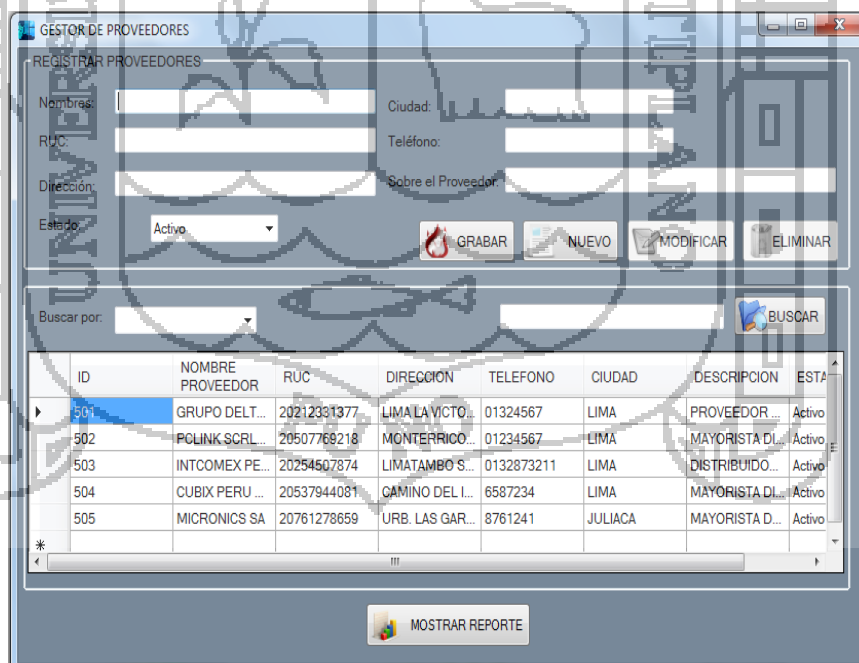 GESTOR DE PROVEEDORES
REGISTRAR PROVEEDORES
Nombres:
Ciudad:
RUC:
Teléfono:
Dirección:
Sobre el Proveedor:
Estado:
Activo
GRABAR
NUEVO
MODIFICAR
ELIMINAR
Buscar por:
BUSCAR
ID NOMBRE PROVEEDOR RUC DIRECCION TELEFONO CIUDAD DESCRIPCION ESTA
501 GRUPO DELT... 20212331377 LIMA LA VICTO... 01324567 LIMA PROVEEDOR ... Activo
502 PCLINK SCRL... 20507769218 MONTERRICO... 01234567 LIMA MAYORISTA DI... Activo
503 INTCOMEX PE... 20254507874 LIMATAMBO S... 0132873211 LIMA DISTRIBUIDO... Activo
504 CUBIX PERU ... 20537944081 CAMINO DEL I... 6587234 LIMA MAYORISTA DI... Activo
505 MICRONICS SA 20761278659 URB. LAS GAR... 8761241 JULIACA MAYORISTA D... Activo
MOSTRAR REPORTE